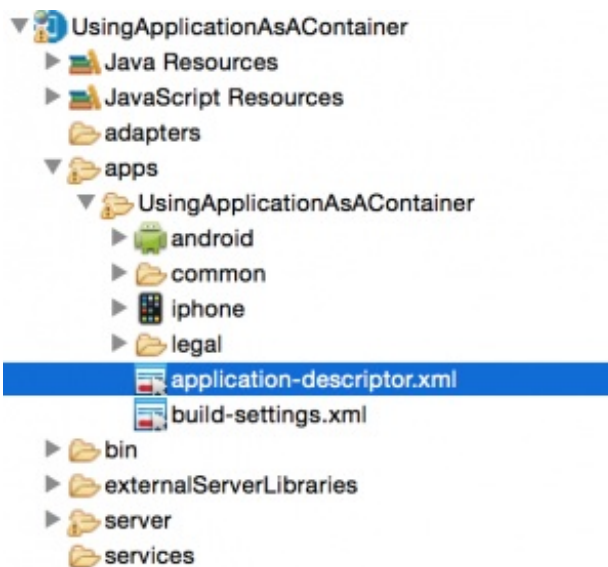 UsingApplicationAsAContainer
Java Resources
JavaScript Resources
adapters
apps
UsingApplicationAsAContainer
android
common
iphone
legal
application-descriptor.xml
build-settings.xml
bin
externalServerLibraries
server
services